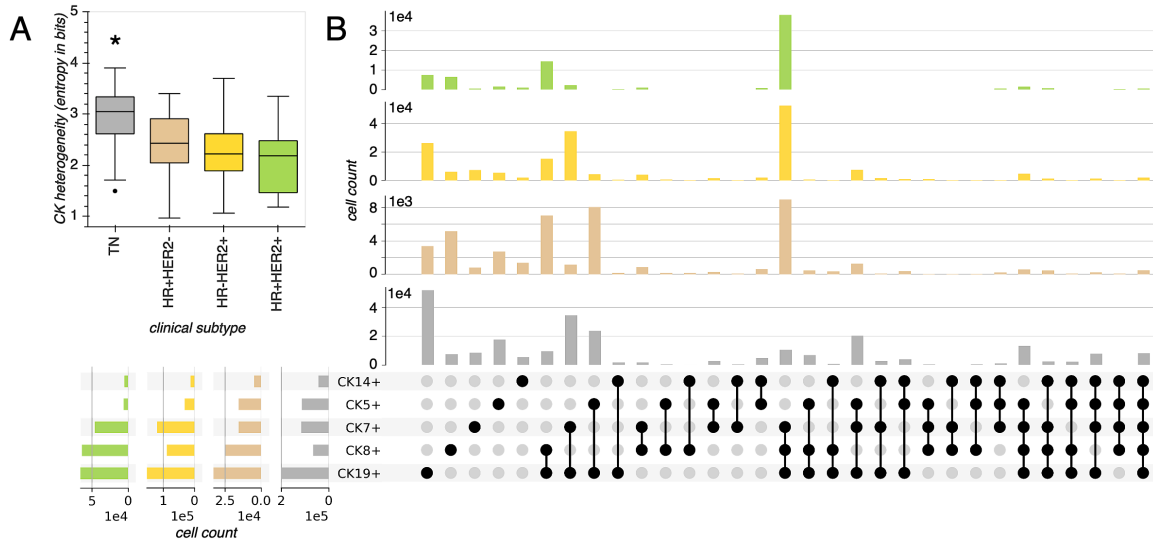 A
CK heterogeneity (entropy in bits)
5
4
3
2
1
*
TN
HR+HER2-
HR-HER2+
HR+HER2+
clinical subtype
B
cell count
1e4
3
2
1
0
1e4
4
2
0
1e3
8
4
0
1e4
4
2
0
CK14+
CK5+
CK7+
CK8+
CK19+
5 0
1e4
1 0
1e5
2.5 0.0
1e4
2 0
1e5
cell count